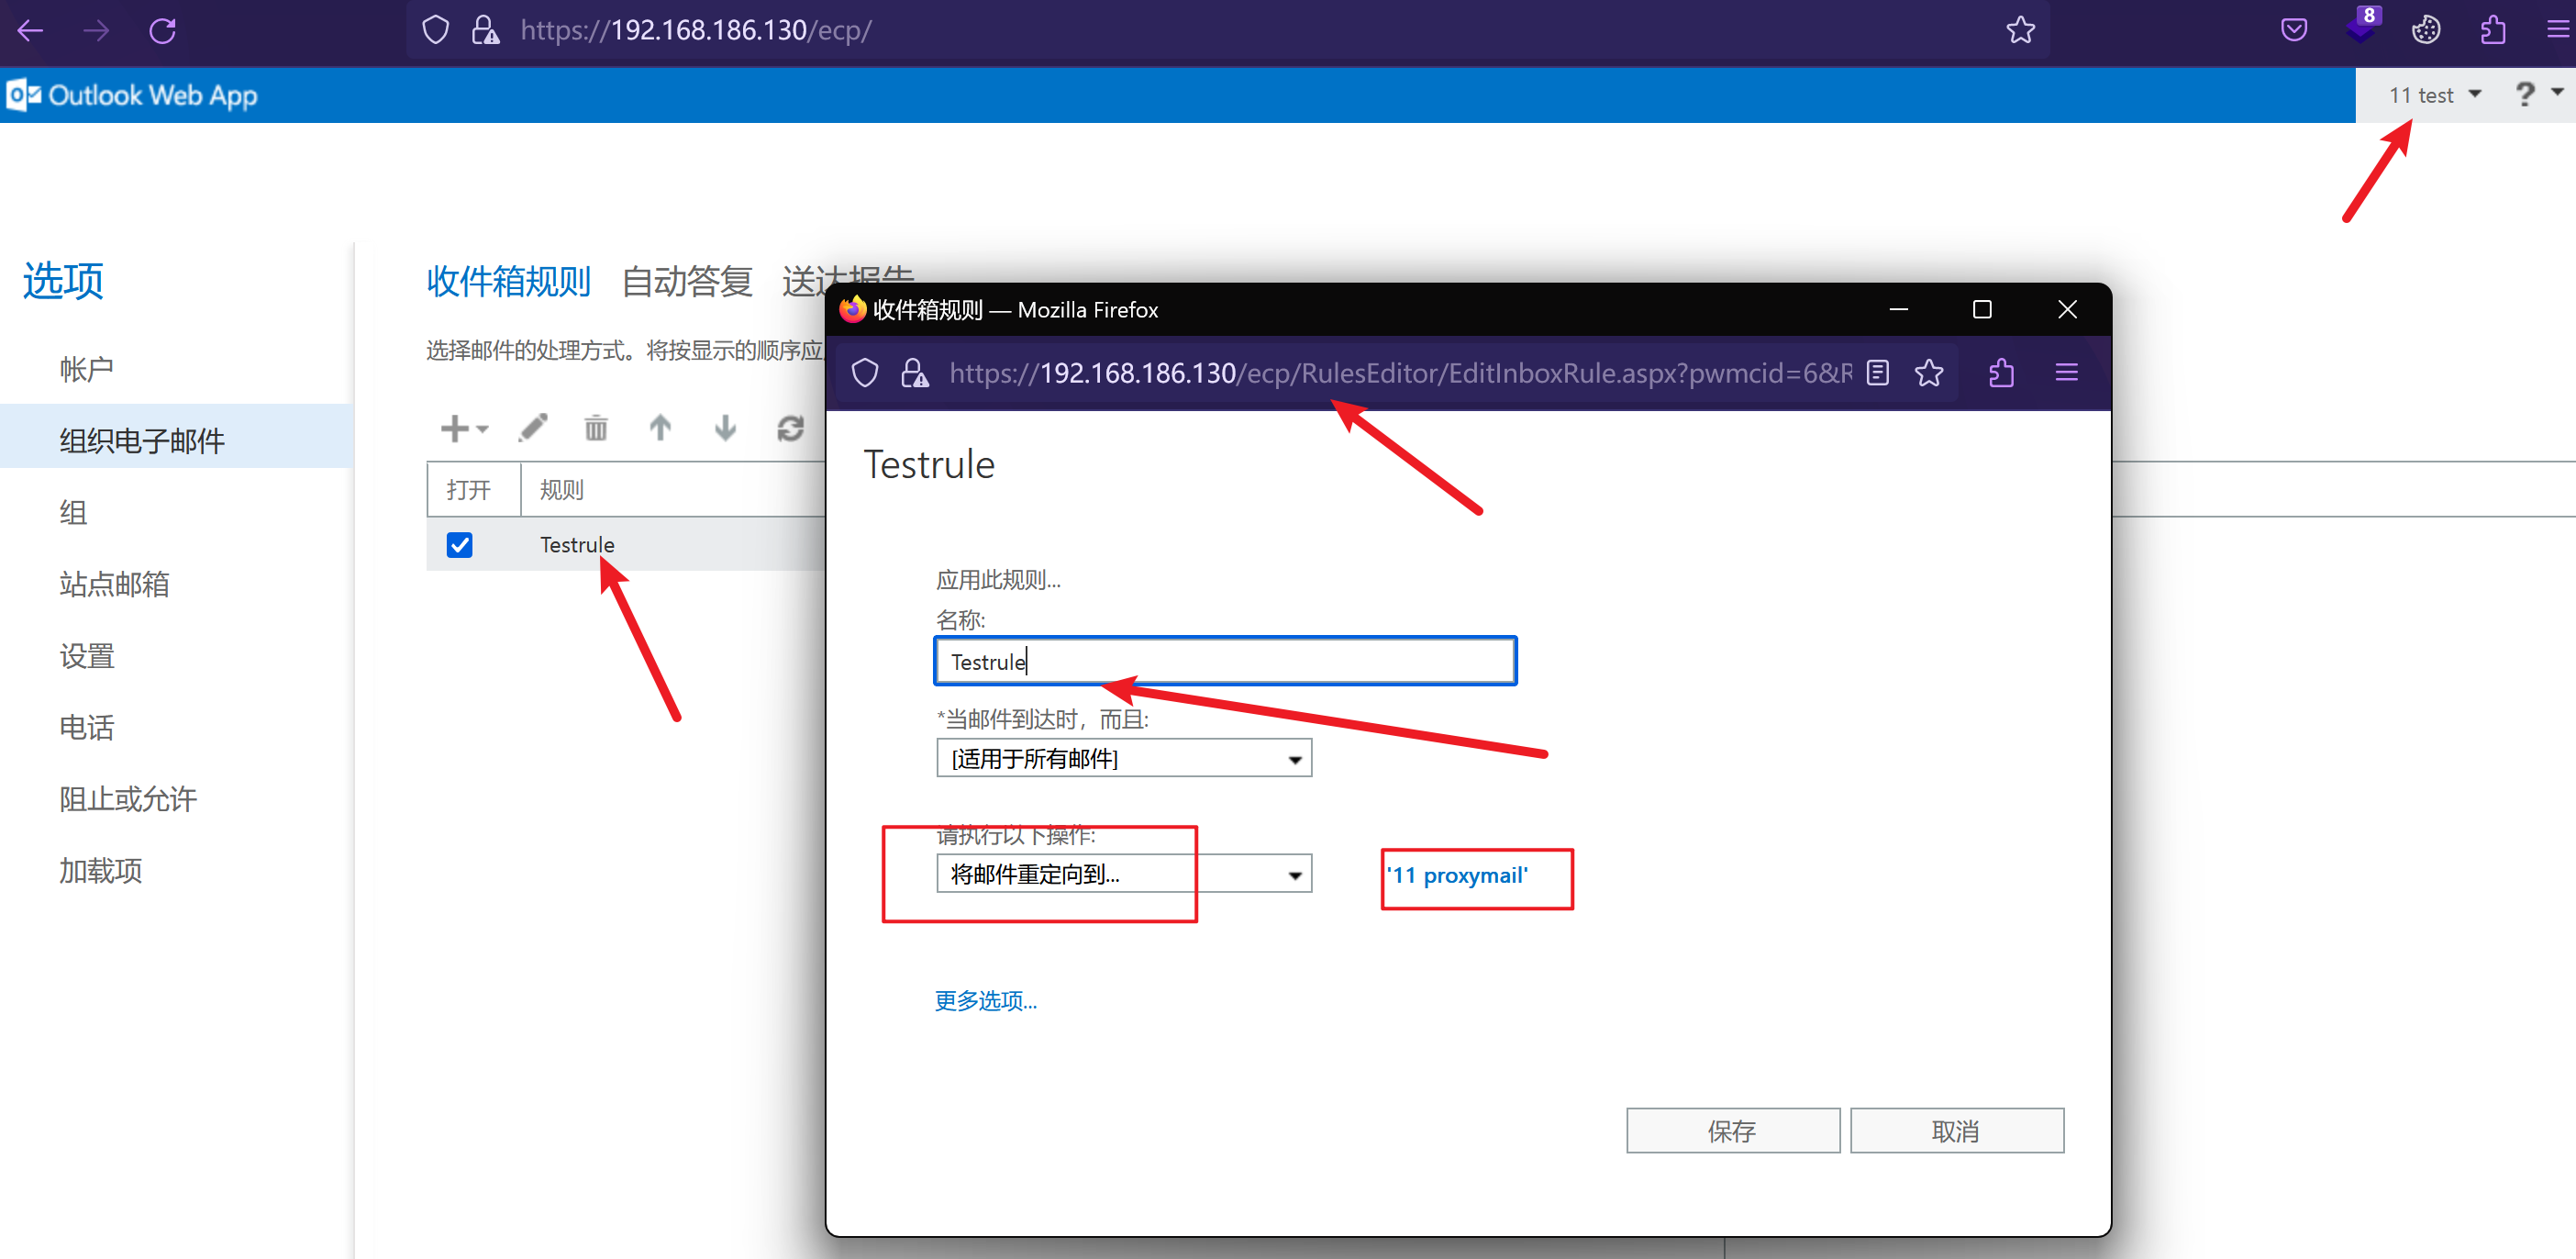 https://192.168.186.130/ecp/
8
Outlook Web App
11 test
?
选项
帐户
组织电子邮件
组
站点邮箱
设置
电话
阻止或允许
加载项
收件箱规则 自动答复 送达报告
选择邮件的处理方式。将按显示的顺序应
打开 规则
Testrule
收件箱规则 — Mozilla Firefox
https://192.168.186.130/ecp/RulesEditor/EditInboxRule.aspx?pwmcid=6&R
Testrule
应用此规则...
名称:
Testrule
*当邮件到达时，而且:
[适用于所有邮件]
请执行以下操作:
将邮件重定向到...
'11 proxymail'
更多选项...
保存 取消